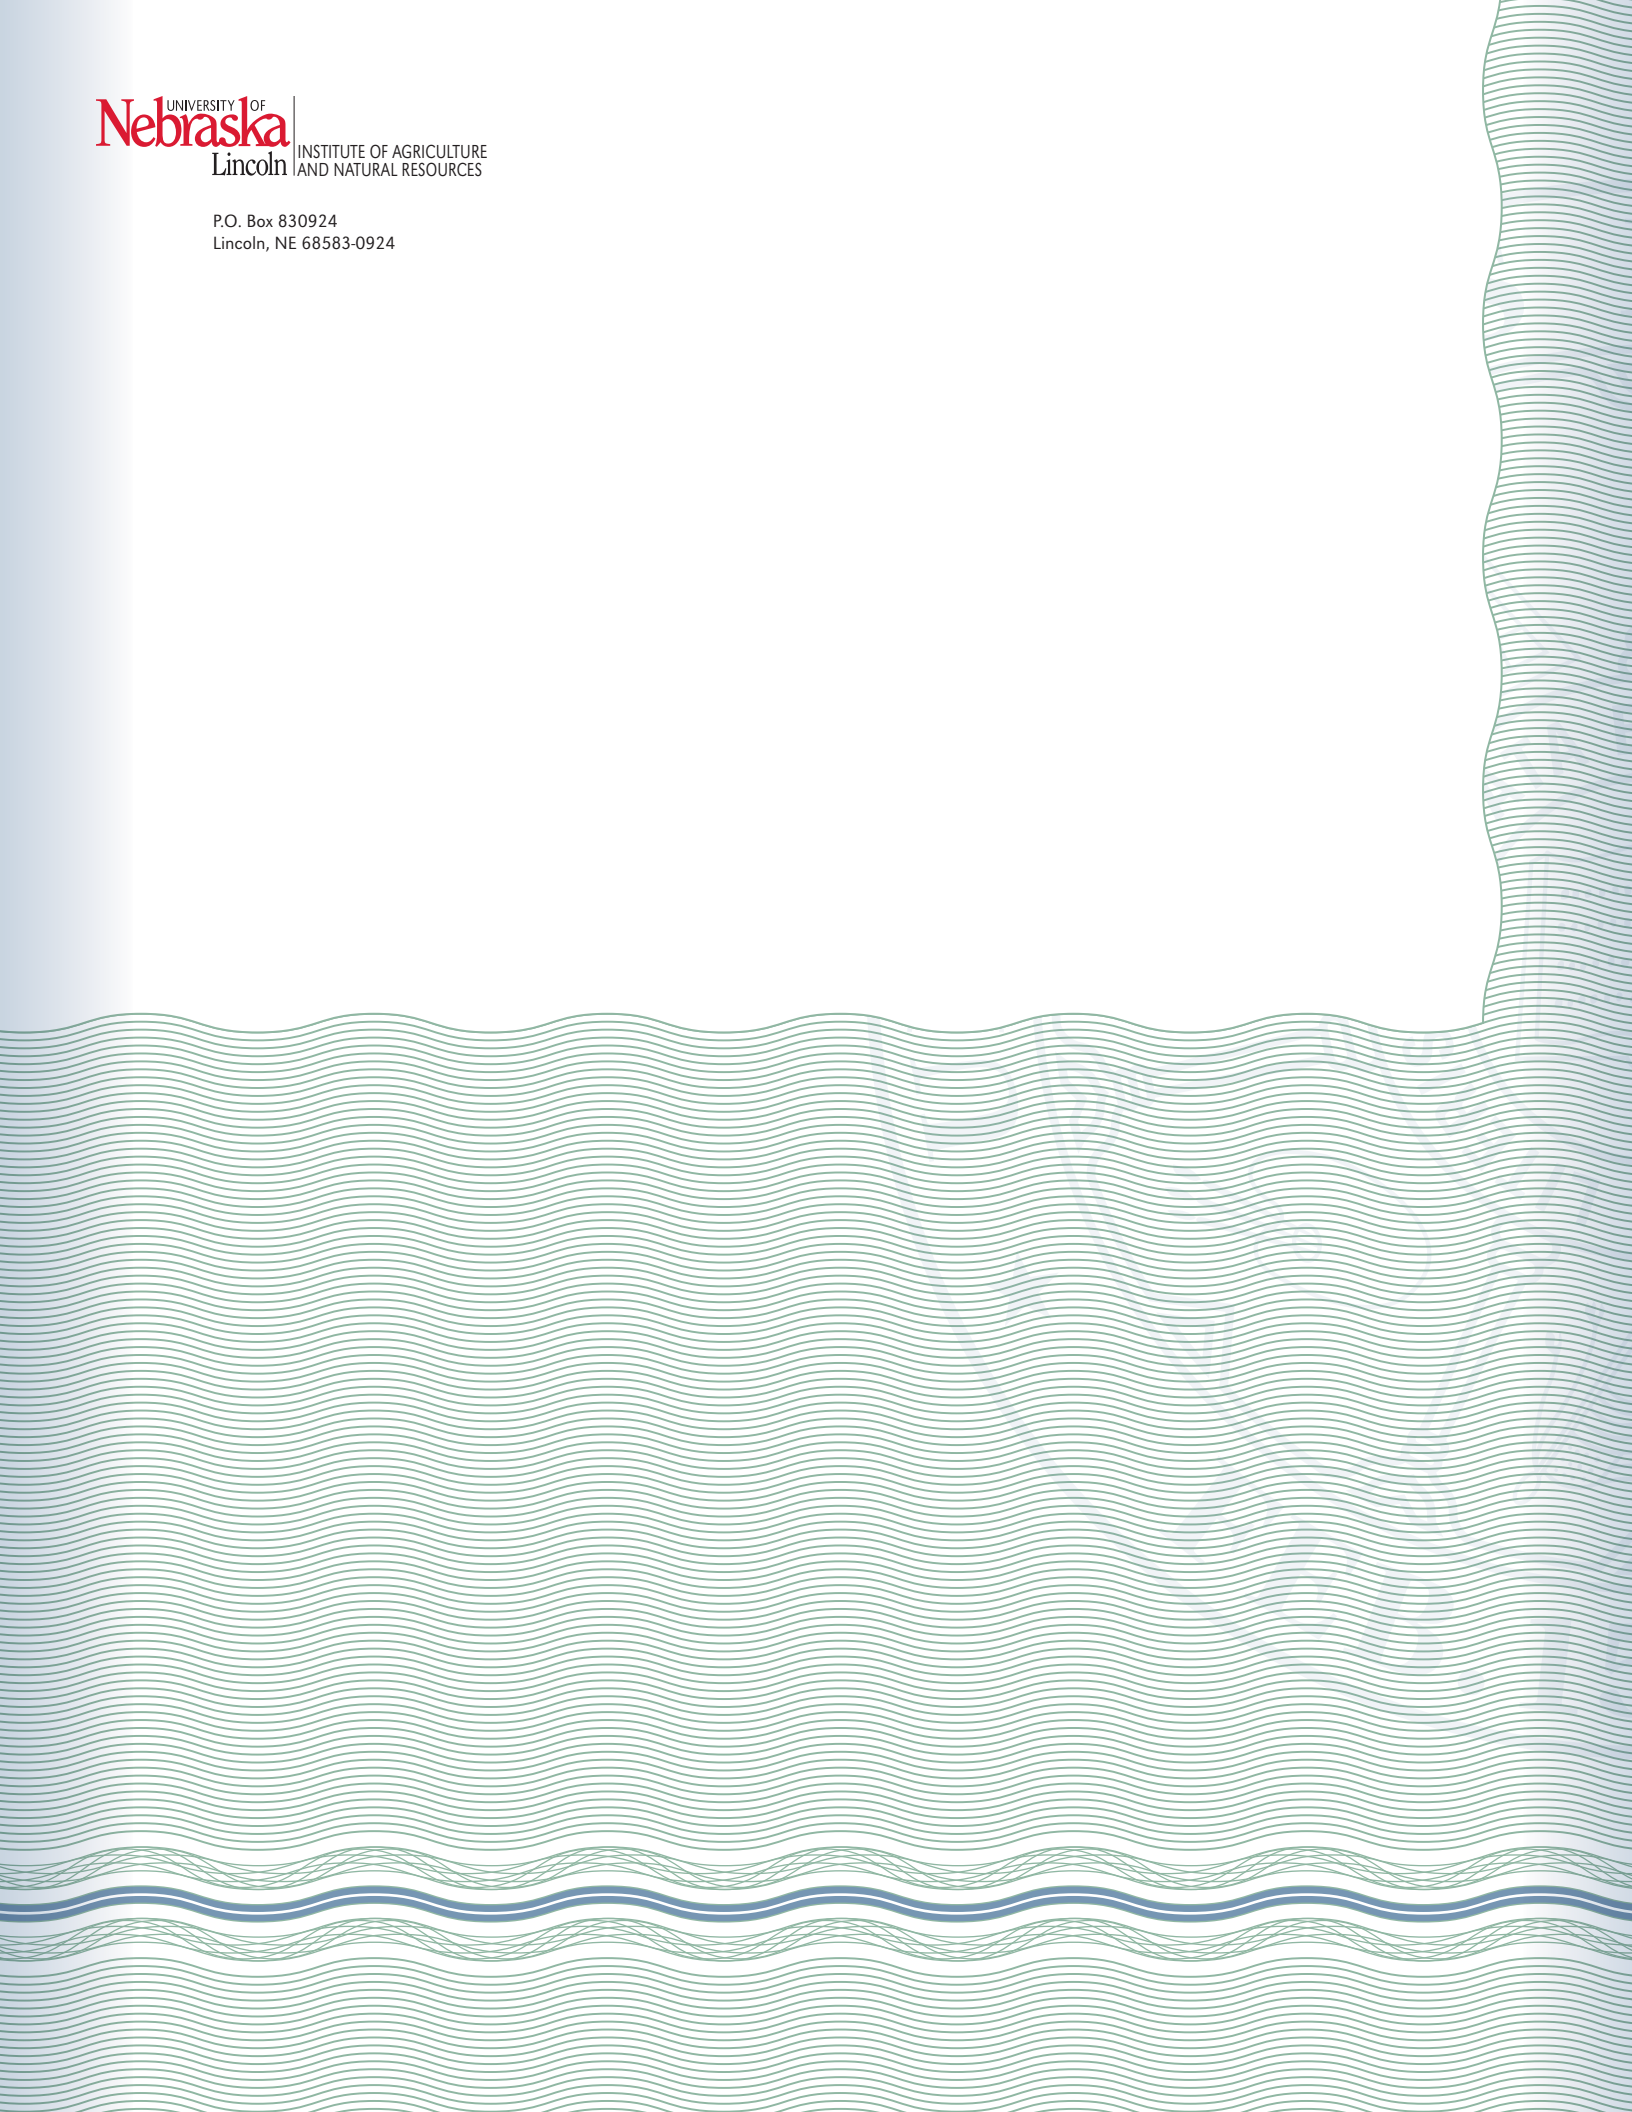 UNIVERSITY OF
Nebraska
Lincoln
INSTITUTE OF AGRICULTURE
AND NATURAL RESOURCES
P.O. Box 830924
Lincoln, NE 68583-0924